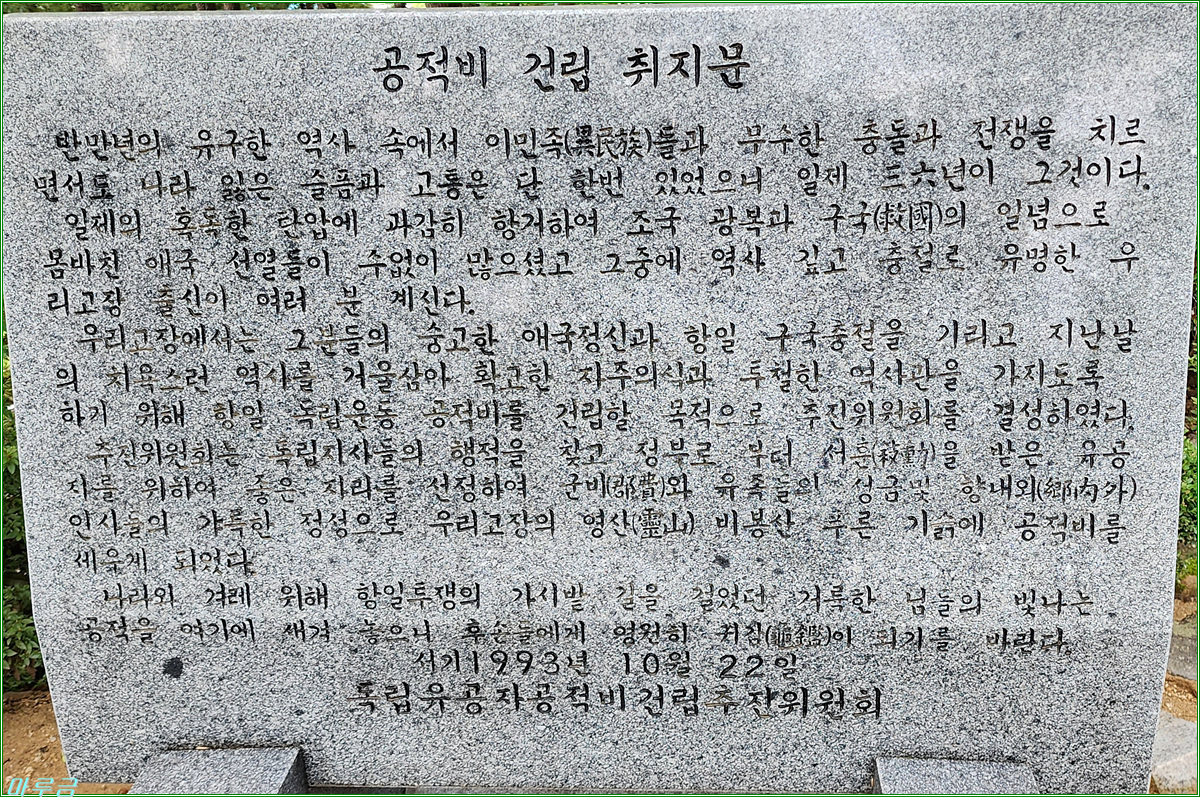 공적비 건립 취지문
반만년의 유구한 역사 속에서 이민족(異民族)들과 무수한 충돌과 전쟁을 치르
면서도 나라 잃은 슬픔과 고통은 단 한번 있었으니 일제 三六년이 그것이다.
일제의 혹독한 탄압에 과감히 항거하여 조국 광복과 구국(救國)의 일념으로
몸바친 애국 선열들이 수없이 많으셨고 그중에 역사 깊고 충절로 유명한 우
리고장 출신이 여러 분 계신다.
우리고장에서는 그분들의 숭고한 애국정신과 항일 구국충절을 기리고 지난날
의 치욕스런 역사를 거울삼아 확고한 자주의식과 투철한 역사관을 가지도록
하기 위해 항일 독립운동 공적비를 건립할 목적으로 추진위원회를 결성하였다.
추진위원회는 독립지사들의 행적을 찾고 정부로 부터 서훈(敍勳)을 받은 유공
자를 위하여 좋은 자리를 선정하여 군비(郡費)와 유족들의 성금및 향내외(鄕內外)
인사들의 갸륵한 정성으로 우리고장의 영산(靈山) 비봉산 푸른 기슭에 공적비를
세우게 되었다.
나라와 겨레 위해 항일투쟁의 가시밭 길을 걸었던 거룩한 님들의 빛나는
공적을 여기에 새겨 놓으니 후손들에게 영원히 귀감(龜鑑)이 되기를 바란다.
서기1993년 10월 22일
독립유공자공적비건립추진위원회
마루금